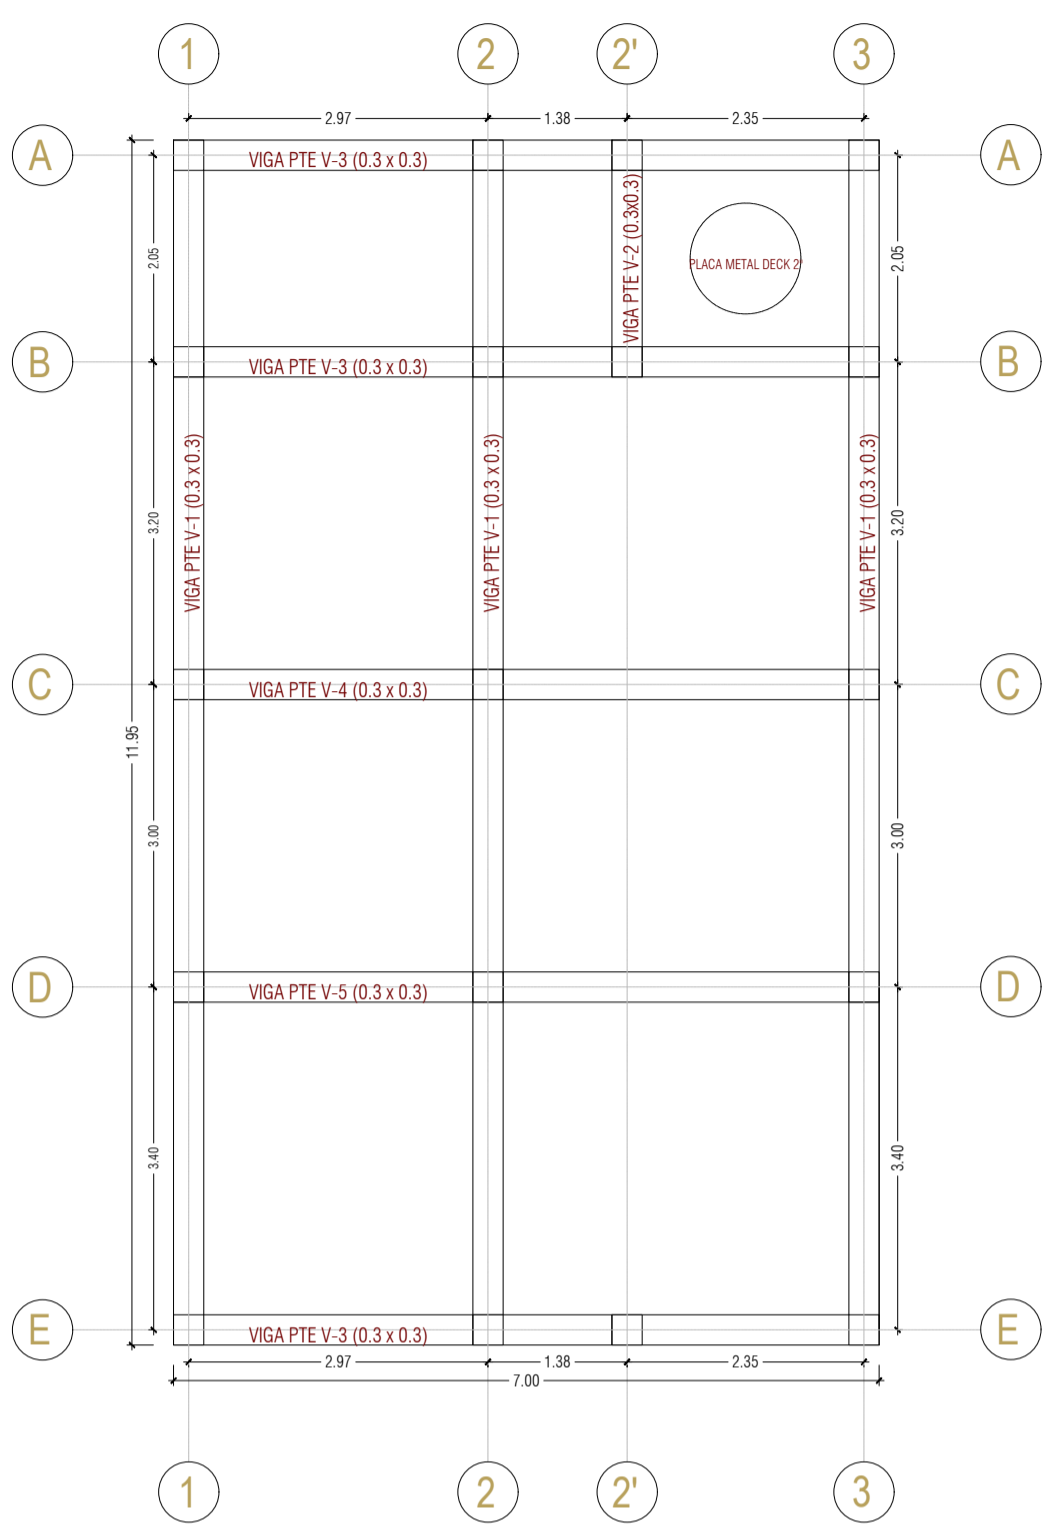 1 2 2' 3
2.97 1.38 2.35
A A
VIGA PTE V-3 (0.3 x 0.3)
VIGA PTE V-2 (0.3x0.3)
PLACA METAL DECK 2"
2.05 2.05
B B
VIGA PTE V-3 (0.3 x 0.3)
VIGA PTE V-1 (0.3 x 0.3)
VIGA PTE V-1 (0.3 x 0.3)
VIGA PTE V-1 (0.3 x 0.3)
3.20 3.20
C C
VIGA PTE V-4 (0.3 x 0.3)
11.95
3.00 3.00
D D
VIGA PTE V-5 (0.3 x 0.3)
3.40 3.40
E E
VIGA PTE V-3 (0.3 x 0.3)
2.97 1.38 2.35
7.00
1 2 2' 3